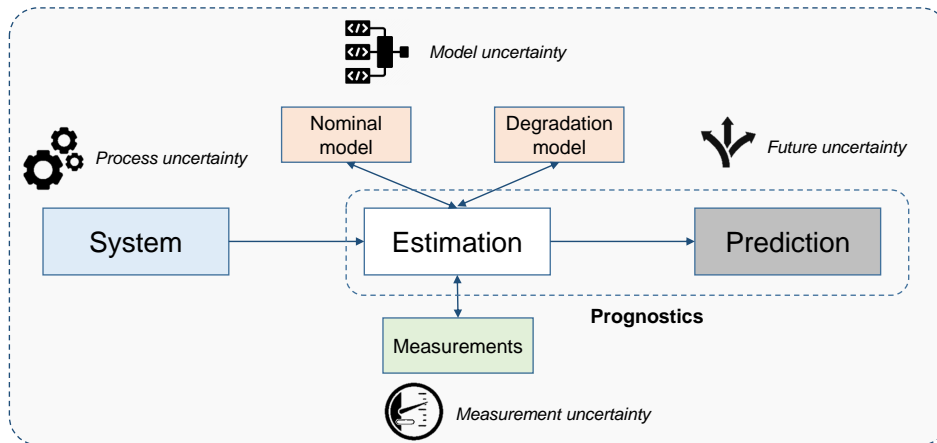 Model uncertainty
Nominal
model
Degradation
model
Process uncertainty
Future uncertainty
System
Estimation
Prediction
Prognostics
Measurements
Measurement uncertainty